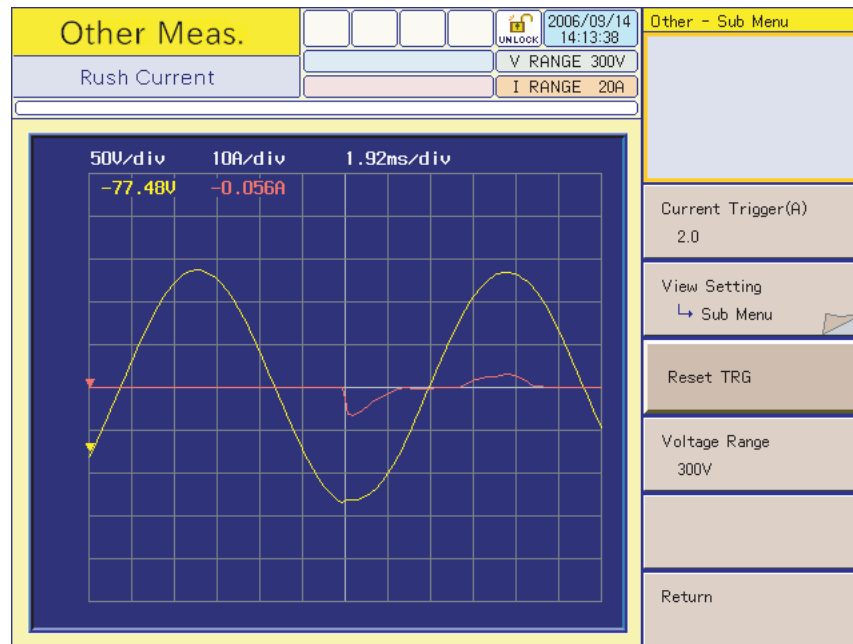 Other Meas.
Rush Current
UNLOCK
2006/09/14
14:13:38
V RANGE 300V
I RANGE 20A
50V/div 10A/div 1.92ms/div
-77.48V -0.056A
Other - Sub Menu
Current Trigger(A)
2.0
View Setting
↳ Sub Menu
Reset TRG
Voltage Range
300V
Return